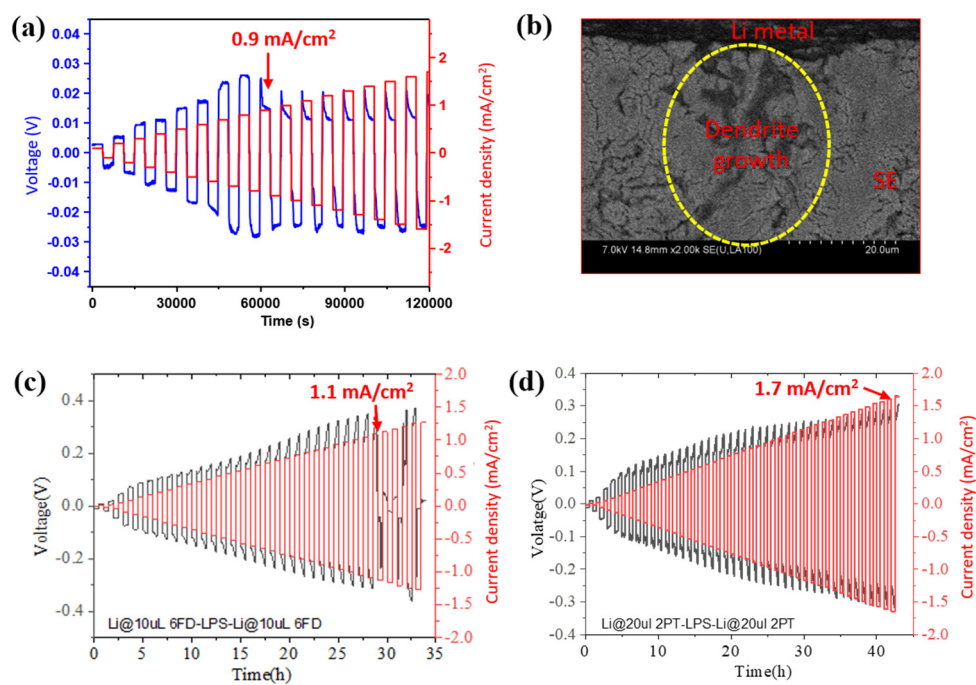 (a)
0.9 mA/cm²
Voltage (V)
0.04
0.03
0.02
0.01
0.00
-0.01
-0.02
-0.03
-0.04
2
1
0
-1
-2
Current density (mA/cm²)
0 30000 60000 90000 120000
Time (s)
(b)
Li metal
Dendrite
growth
SE
7.0kV 14.8mm x2.00k SE(U,LA100) 20.0um
(c)
1.1 mA/cm²
Voltage(V)
0.4
0.2
0.0
-0.2
-0.4
2.0
1.5
1.0
0.5
0.0
-0.5
-1.0
-1.5
-2.0
Current density (mA/cm²)
Li@10uL 6FD-LPS-Li@10uL 6FD
0 5 10 15 20 25 30 35
Time(h)
(d)
1.7 mA/cm²
Volatge(V)
0.4
0.3
0.2
0.1
0.0
-0.1
-0.2
-0.3
-0.4
2.0
1.5
1.0
0.5
0.0
-0.5
-1.0
-1.5
-2.0
Current density (mA/cm²)
Li@20ul 2PT-LPS-Li@20ul 2PT
0 10 20 30 40
Time(h)